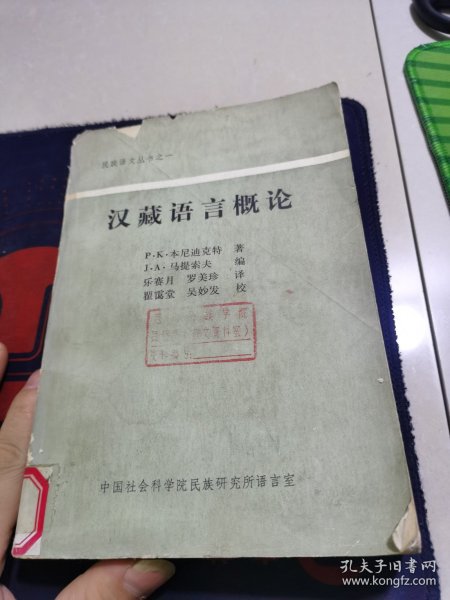 民族语文丛书之一
汉藏语言概论
P·K·本尼迪克特 著
J·A·马提索夫 编
乐赛月 罗美珍 译
瞿霭堂 吴妙发 校
中国社会科学院民族研究所语言室
孔夫子旧书网
www.kongfz.com